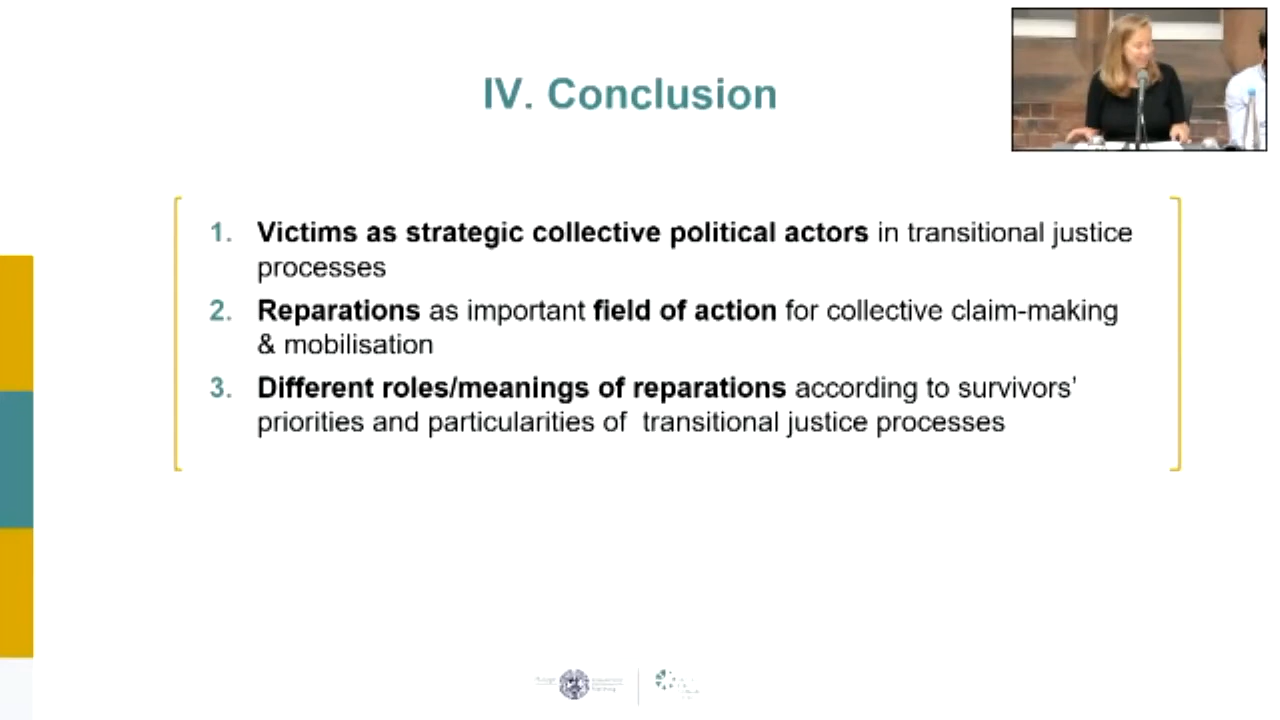 IV. Conclusion
1. Victims as strategic collective political actors in transitional justice
processes
2. Reparations as important field of action for collective claim-making
& mobilisation
3. Different roles/meanings of reparations according to survivors'
priorities and particularities of  transitional justice processes